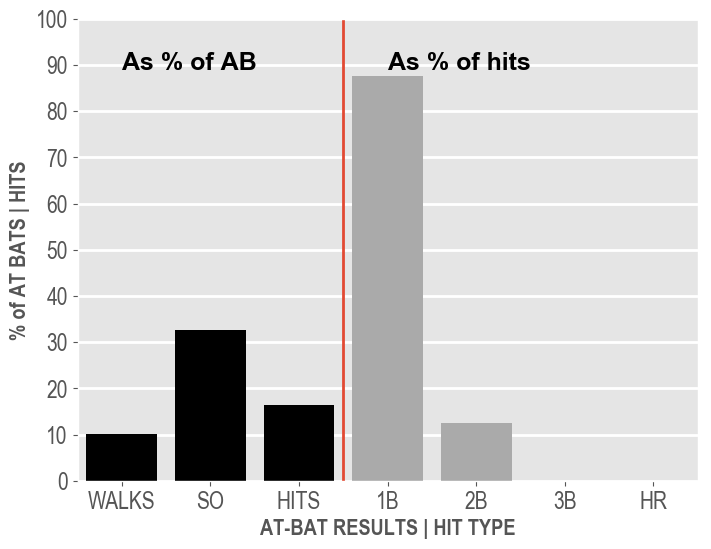 As % of AB
As % of hits
100
90
80
70
60
50
40
30
20
10
0
% of AT BATS | HITS
WALKS SO HITS 1B 2B 3B HR
AT-BAT RESULTS | HIT TYPE